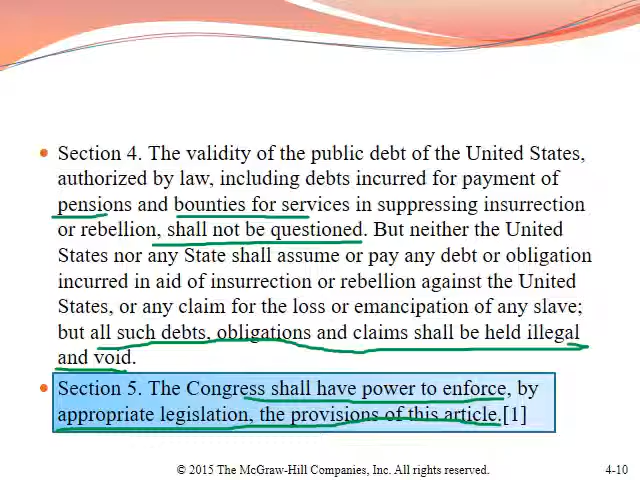 Section 4. The validity of the public debt of the United States,
authorized by law, including debts incurred for payment of
pensions and bounties for services in suppressing insurrection
or rebellion, shall not be questioned. But neither the United
States nor any State shall assume or pay any debt or obligation
incurred in aid of insurrection or rebellion against the United
States, or any claim for the loss or emancipation of any slave;
but all such debts, obligations and claims shall be held illegal
and void.
Section 5. The Congress shall have power to enforce, by
appropriate legislation, the provisions of this article.[1]
© 2015 The McGraw-Hill Companies, Inc. All rights reserved. 4-10